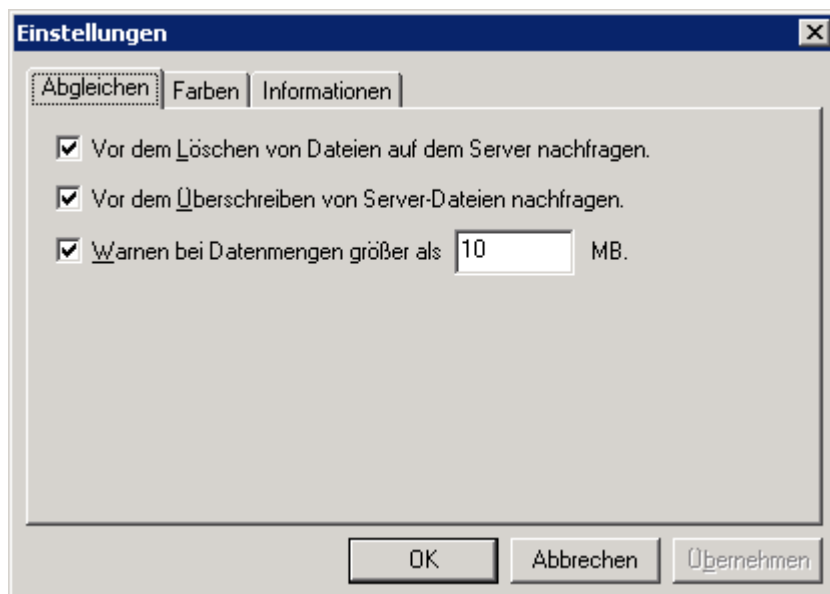 Einstellungen
Abgleichen Farben Informationen
Vor dem Löschen von Dateien auf dem Server nachfragen.
Vor dem Überschreiben von Server-Dateien nachfragen.
Warnen bei Datenmengen größer als 10 MB.
OK Abbrechen Übernehmen